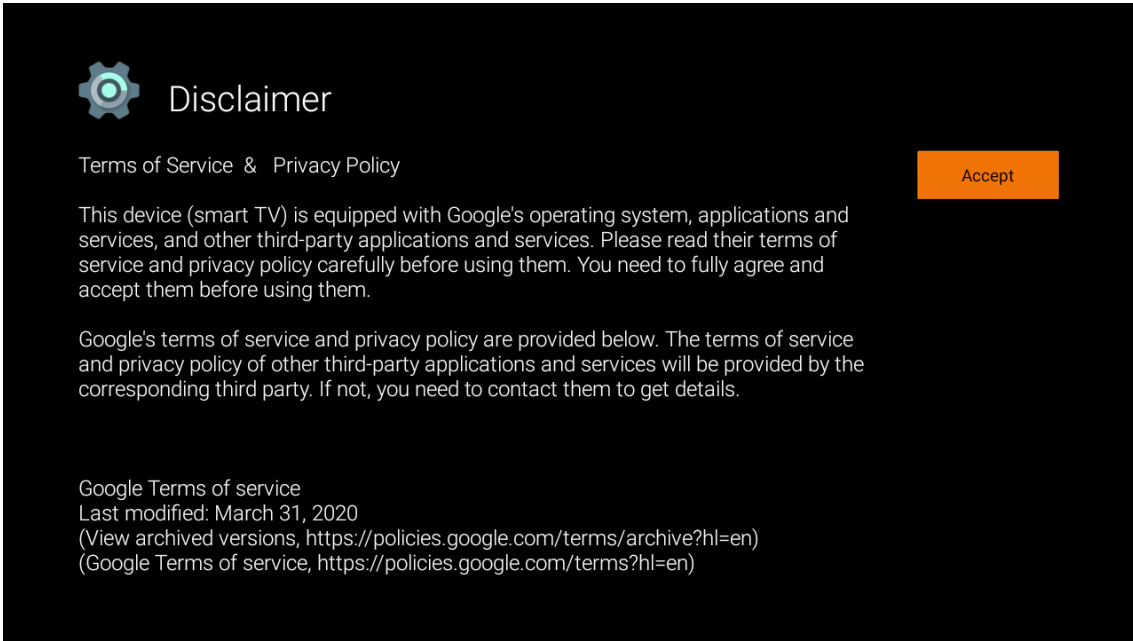 Disclaimer
Terms of Service & Privacy Policy
Accept
This device (smart TV) is equipped with Google's operating system, applications and
services, and other third-party applications and services. Please read their terms of
service and privacy policy carefully before using them. You need to fully agree and
accept them before using them.
Google's terms of service and privacy policy are provided below. The terms of service
and privacy policy of other third-party applications and services will be provided by the
corresponding third party. If not, you need to contact them to get details.
Google Terms of service
Last modified: March 31, 2020
(View archived versions, https://policies.google.com/terms/archive?hl=en)
(Google Terms of service, https://policies.google.com/terms?hl=en)